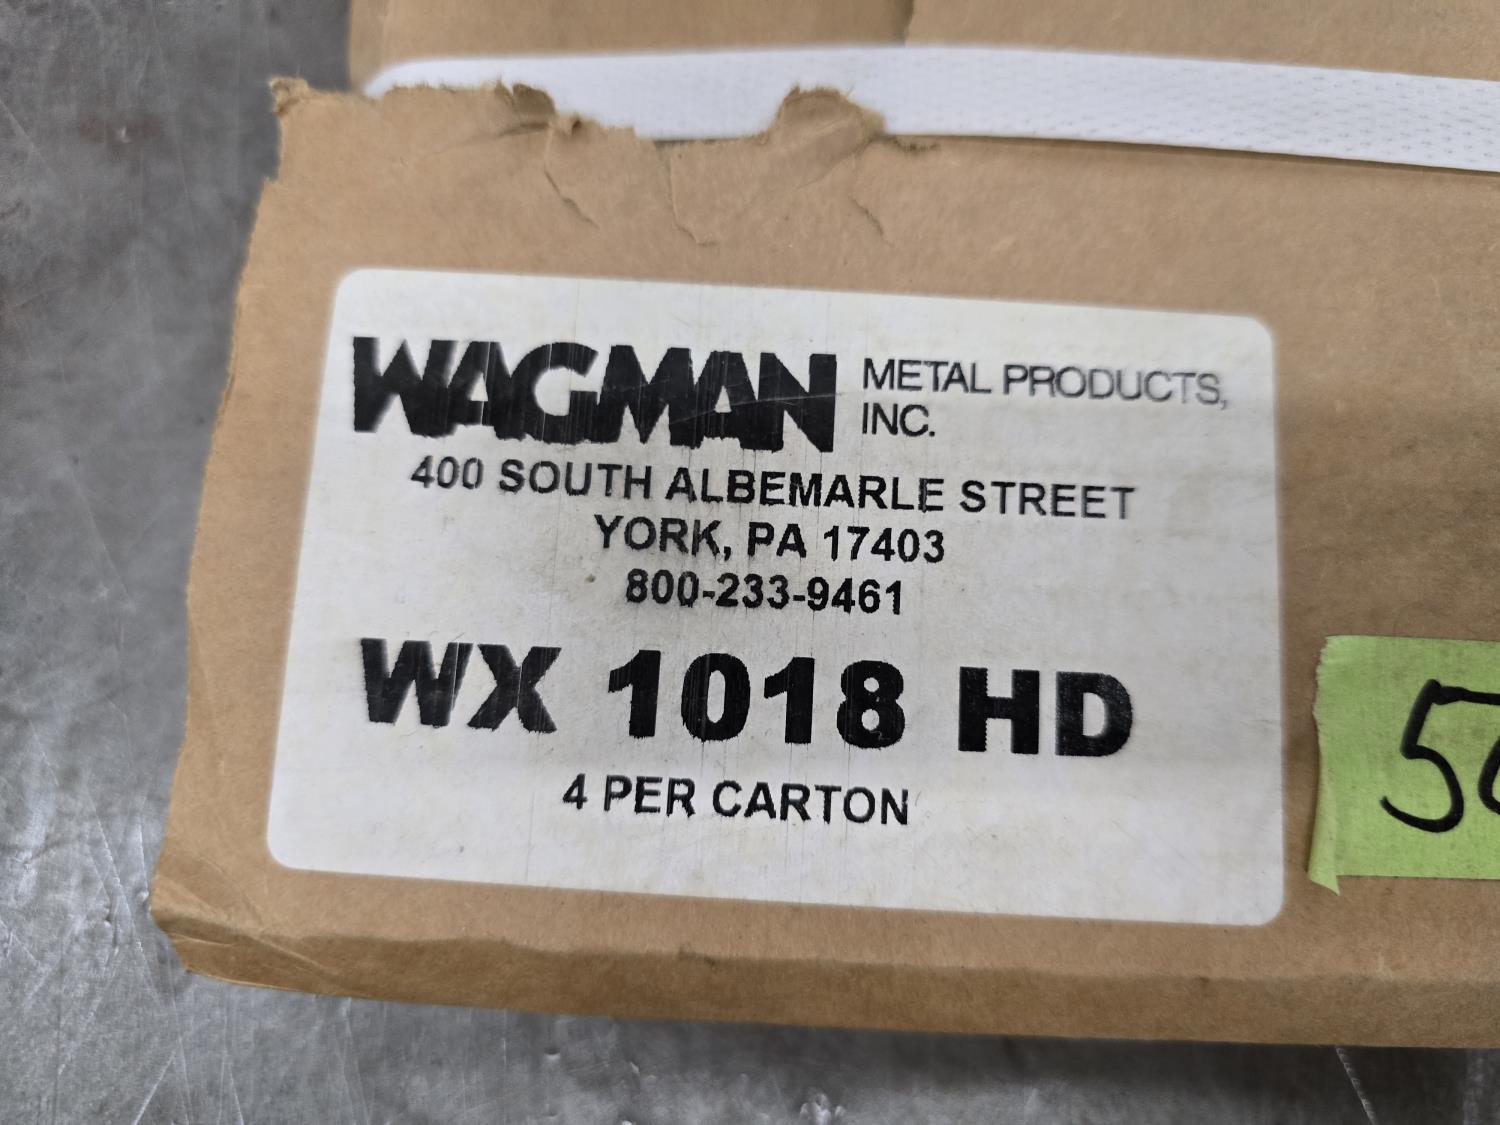 WAGMAN METAL PRODUCTS,
INC.
400 SOUTH ALBEMARLE STREET
YORK, PA 17403
800-233-9461
WX 1018 HD
4 PER CARTON